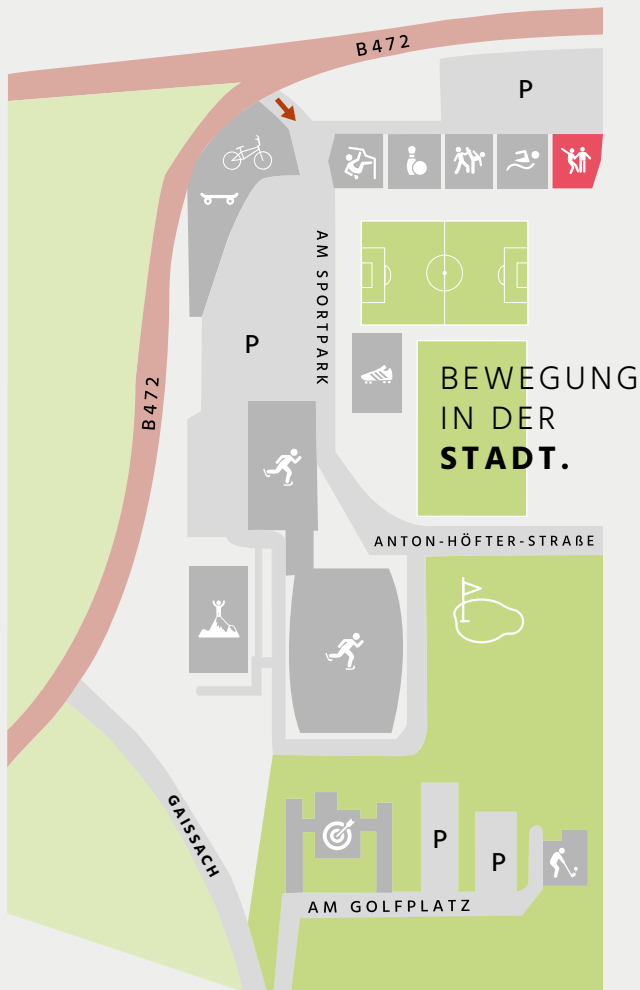 B472
P
AM SPORTPARK
P
B472
BEWEGUNG
IN DER
STADT.
ANTON-HÖFTER-STRAßE
GAISSACH
P
P
AM GOLFPLATZ